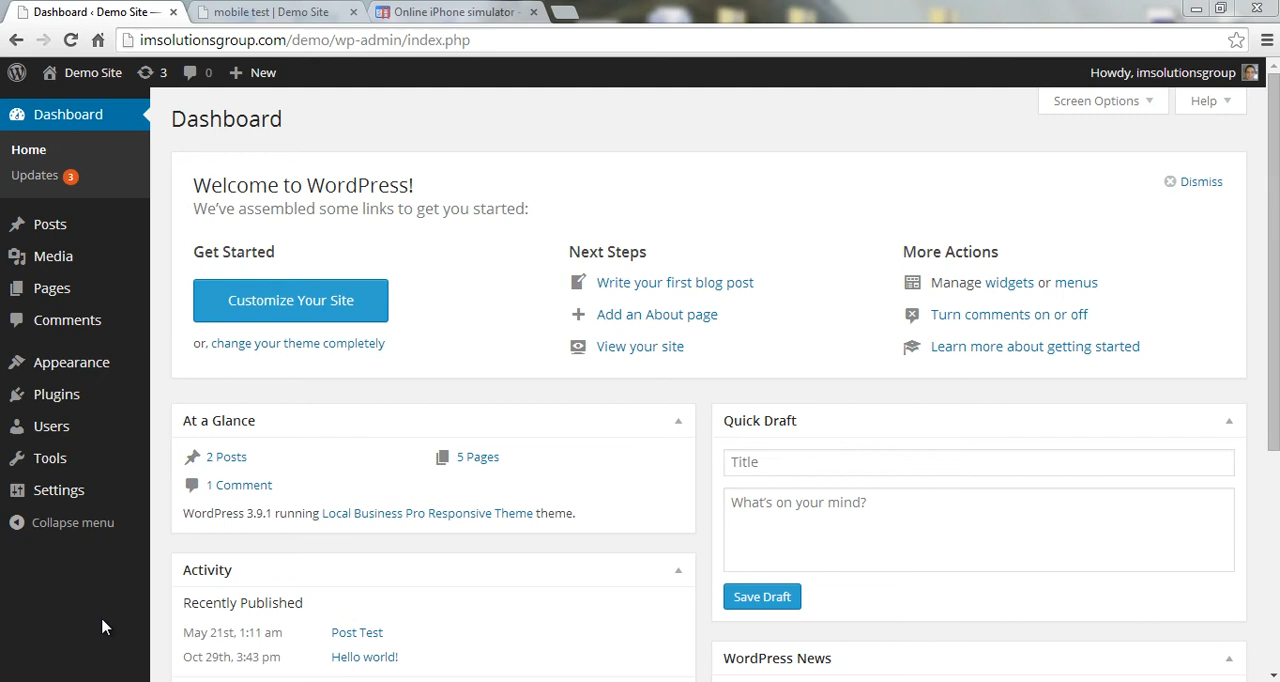 Dashboard ‹ Demo Site — mobile test | Demo Site Online iPhone simulator
imsolutionsgroup.com/demo/wp-admin/index.php
Demo Site 3 0 New Howdy, imsolutionsgroup
Dashboard
Home
Updates 3
Posts
Media
Pages
Comments
Appearance
Plugins
Users
Tools
Settings
Collapse menu
Screen Options Help
Dashboard
Welcome to WordPress!
Dismiss
We've assembled some links to get you started:
Get Started
Customize Your Site
or, change your theme completely
Next Steps
Write your first blog post
Add an About page
View your site
More Actions
Manage widgets or menus
Turn comments on or off
Learn more about getting started
At a Glance
2 Posts 5 Pages
1 Comment
WordPress 3.9.1 running Local Business Pro Responsive Theme theme.
Activity
Recently Published
May 21st, 1:11 am Post Test
Oct 29th, 3:43 pm Hello world!
Quick Draft
Title
What's on your mind?
Save Draft
WordPress News